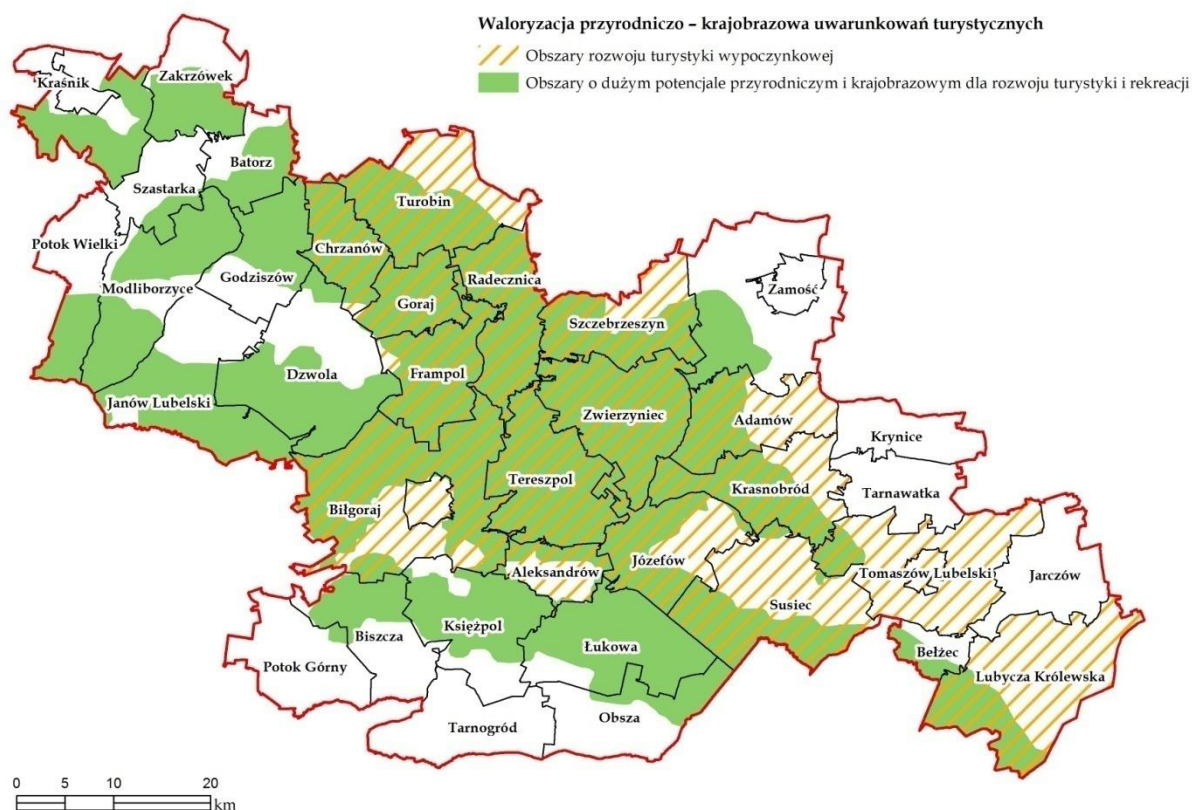 Waloryzacja przyrodniczo – krajobrazowa uwarunkowań turystycznych
Obszary rozwoju turystyki wypoczynkowej
Obszary o dużym potencjale przyrodniczym i krajobrazowym dla rozwoju turystyki i rekreacji
Kraśnik
Zakrzówek
Batorz
Szastarka
Turobin
Potok Wielki
Chrzanów
Radecznica
Godziszów
Modliborzyce
Zamość
Goraj
Szczebrzeszyn
Dzwola
Frampol
Janów Lubelski
Zwierzyniec
Adamów
Krynice
Tereszpol
Krasnobród
Tarnawatka
Biłgoraj
Józefów
Aleksandrów
Tomaszów Lubelski
Jarczów
Susiec
Księżpol
Biszcza
Łukowa
Bełżec
Potok Górny
Lubycza Królewska
Obsza
Tarnogród
0 5 10 20
km